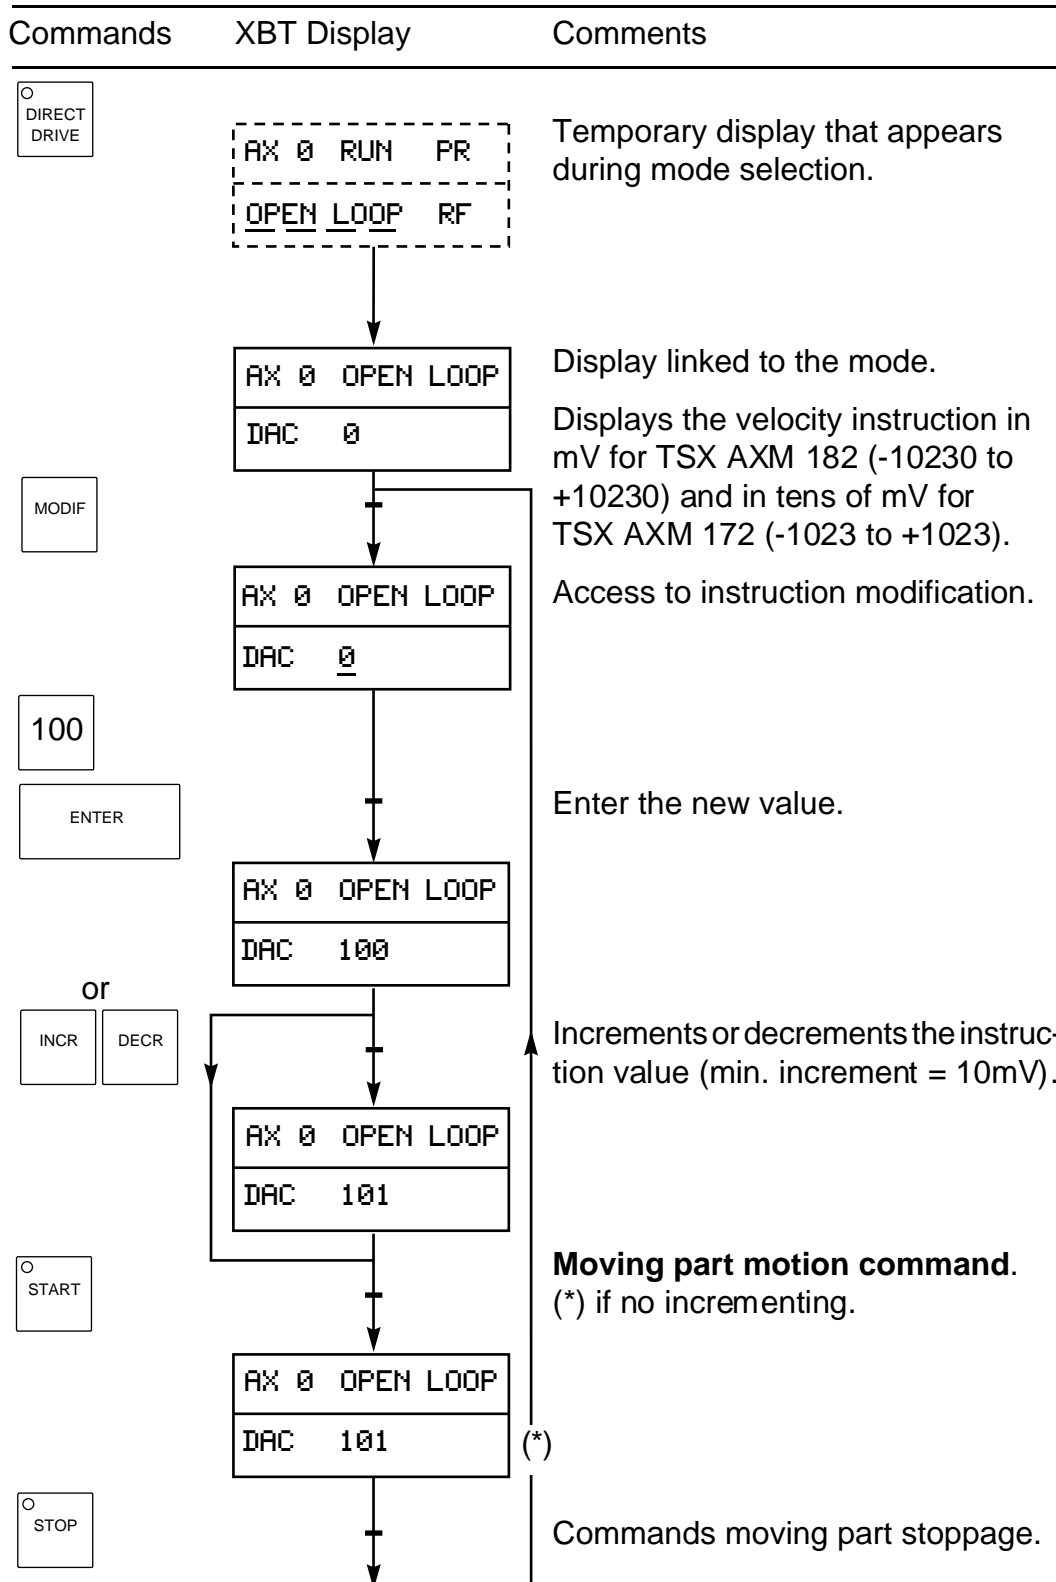 Commands XBT Display Comments
DIRECT
DRIVE
AX 0 RUN PR
OPEN LOOP RF
Temporary display that appears
during mode selection.
AX 0 OPEN LOOP
DAC 0
Display linked to the mode.
Displays the velocity instruction in
mV for TSX AXM 182 (-10230 to
+10230) and in tens of mV for
TSX AXM 172 (-1023 to +1023).
MODIF
AX 0 OPEN LOOP
DAC 0
Access to instruction modification.
100
ENTER
Enter the new value.
AX 0 OPEN LOOP
DAC 100
or
INCR DECR
Increments or decrements the instruc-
tion value (min. increment = 10mV).
AX 0 OPEN LOOP
DAC 101
START
Moving part motion command.
(*) if no incrementing.
AX 0 OPEN LOOP
DAC 101
(*)
STOP
Commands moving part stoppage.